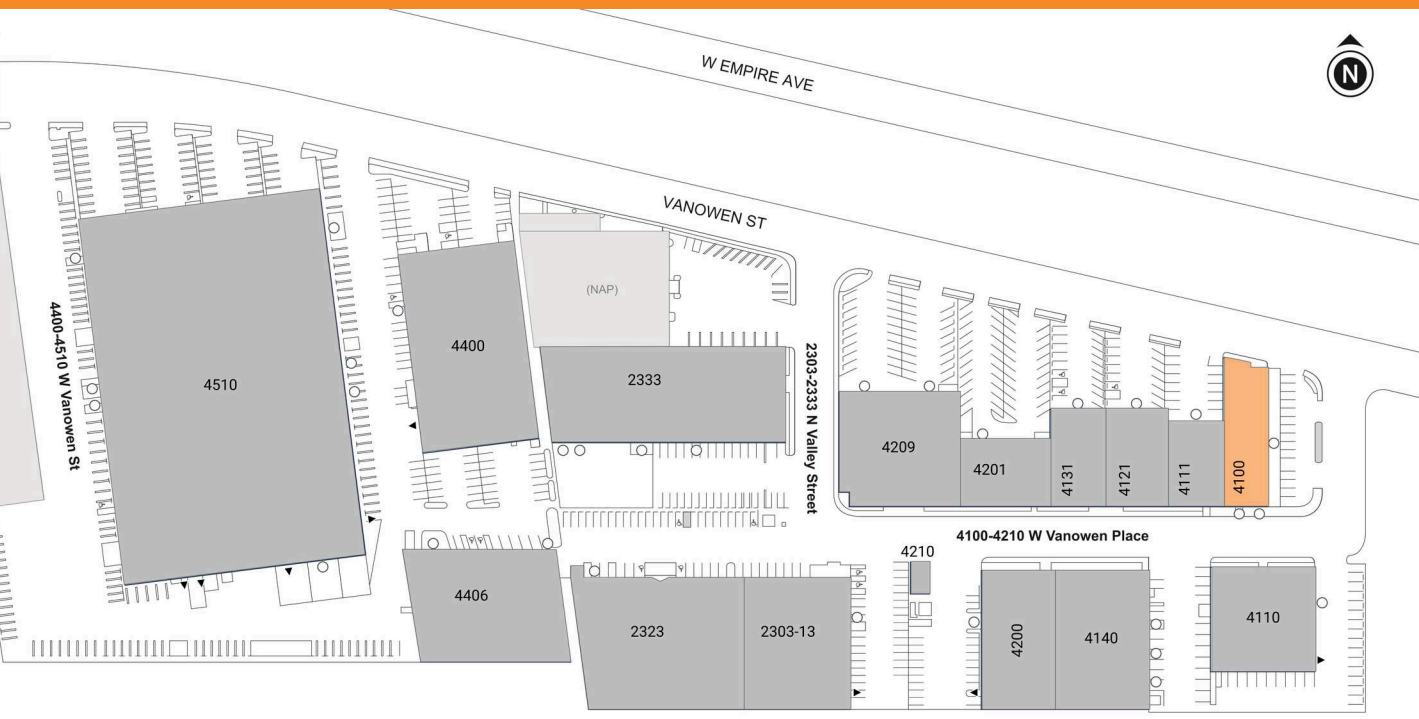 W EMPIRE AVE
N
VANOWEN ST
(NAP)
4400-4510 W Vanowen St
4510
4400
2333
2303-2333 N Valley Street
4209
4201
4131
4121
4111
4100
4100-4210 W Vanowen Place
4210
4406
2323
2303-13
4200
4140
4110